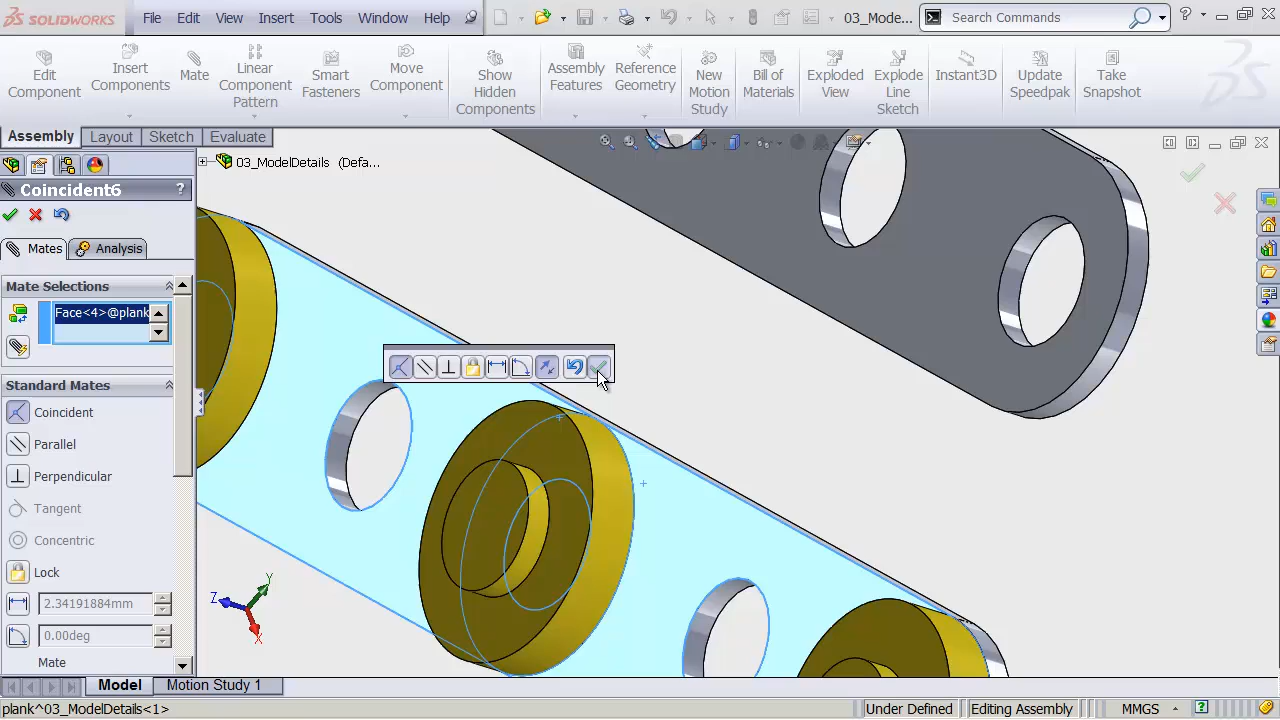 SOLIDWORKS
File Edit View Insert Tools Window Help
03_Mode...
Search Commands
?
Edit Component
Insert Components
Mate
Linear Component Pattern
Smart Fasteners
Move Component
Show Hidden Components
Assembly Features
Reference Geometry
New Motion Study
Bill of Materials
Exploded View
Explode Line Sketch
Instant3D
Update Speedpak
Take Snapshot
Assembly Layout Sketch Evaluate
03_ModelDetails (Defa...
Coincident6 ?
Mates Analysis
Mate Selections
Face<4>@plank
Standard Mates
Coincident
Parallel
Perpendicular
Tangent
Concentric
Lock
2.34191884mm
0.00deg
Mate
Z Y X
Model Motion Study 1
plank^03_ModelDetails<1> Under Defined Editing Assembly MMGS ?